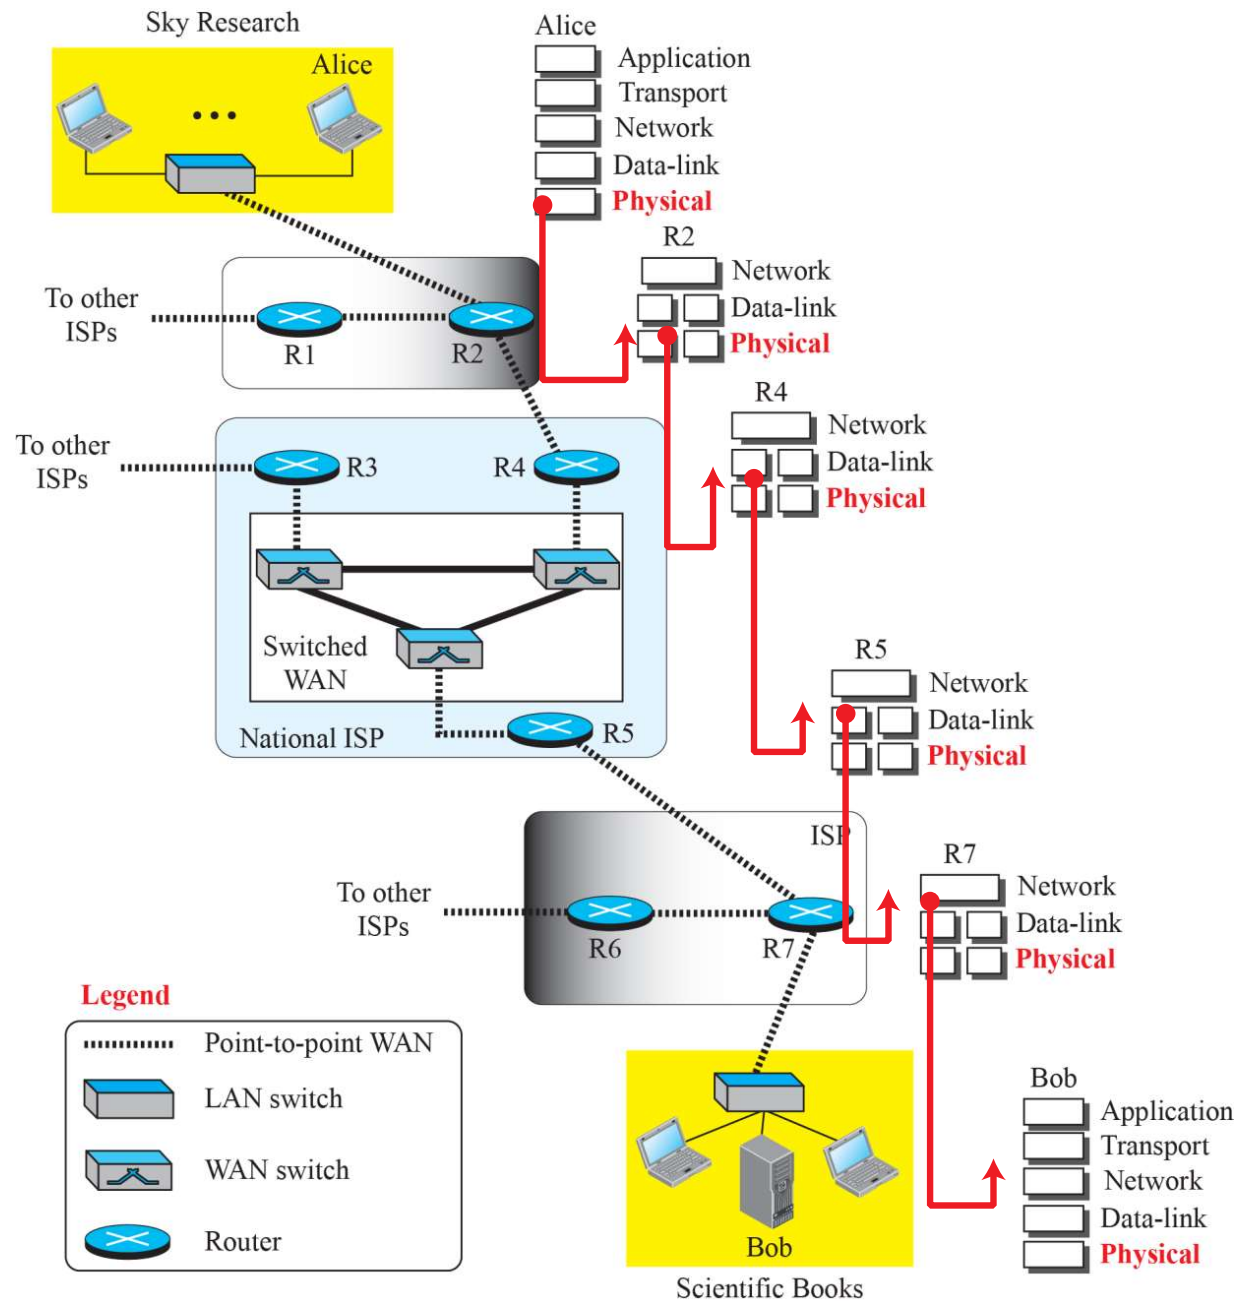 Sky Research
Alice
Alice
Application
Transport
Network
Data-link
Physical
R2
Network
Data-link
Physical
To other
ISPs
R1
R2
R4
Network
Data-link
Physical
To other
ISPs
R3
R4
Switched
WAN
National ISP
R5
R5
Network
Data-link
Physical
ISP
To other
ISPs
R6
R7
R7
Network
Data-link
Physical
Legend
Point-to-point WAN
LAN switch
WAN switch
Router
Bob
Scientific Books
Bob
Application
Transport
Network
Data-link
Physical